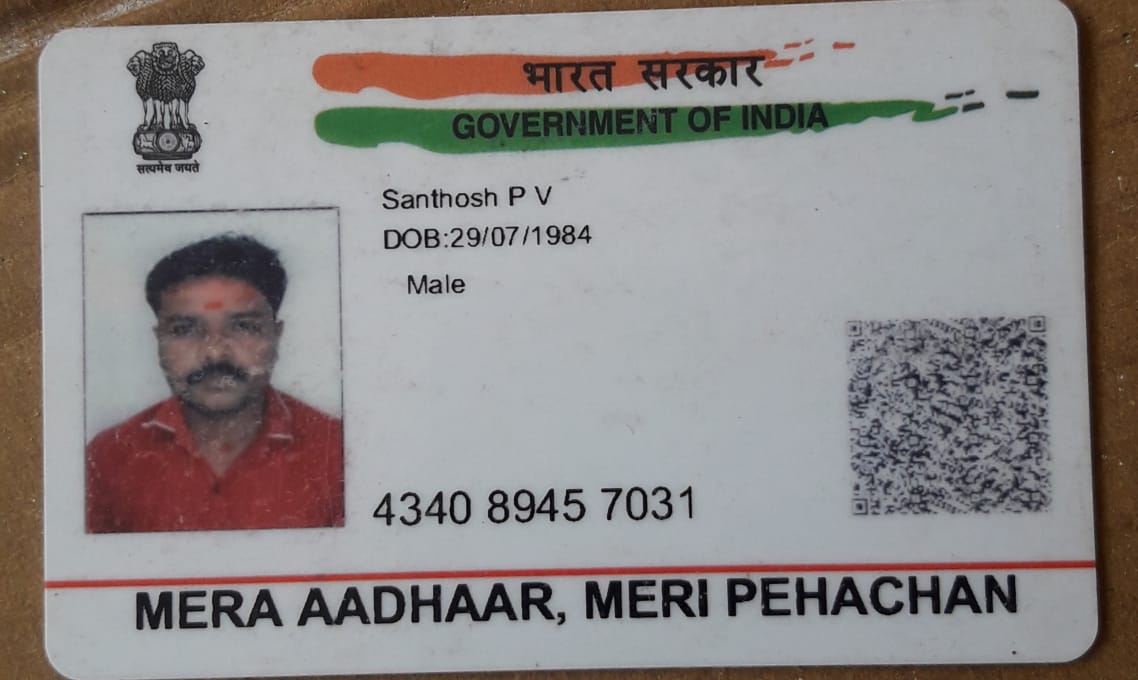 भारत सरकार
GOVERNMENT OF INDIA
सत्यमेव जयते
Santhosh P V
DOB:29/07/1984
Male
4340 8945 7031
MERA AADHAAR, MERI PEHACHAN